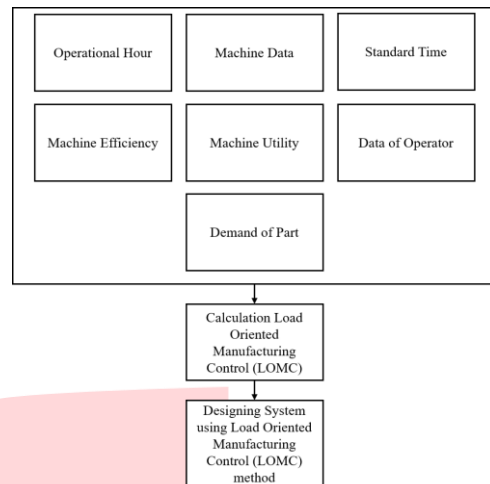 Operational Hour
Machine Data
Standard Time
Machine Efficiency
Machine Utility
Data of Operator
Demand of Part
Calculation Load
Oriented
Manufacturing
Control (LOMC)
Designing System
using Load Oriented
Manufacturing
Control (LOMC)
method